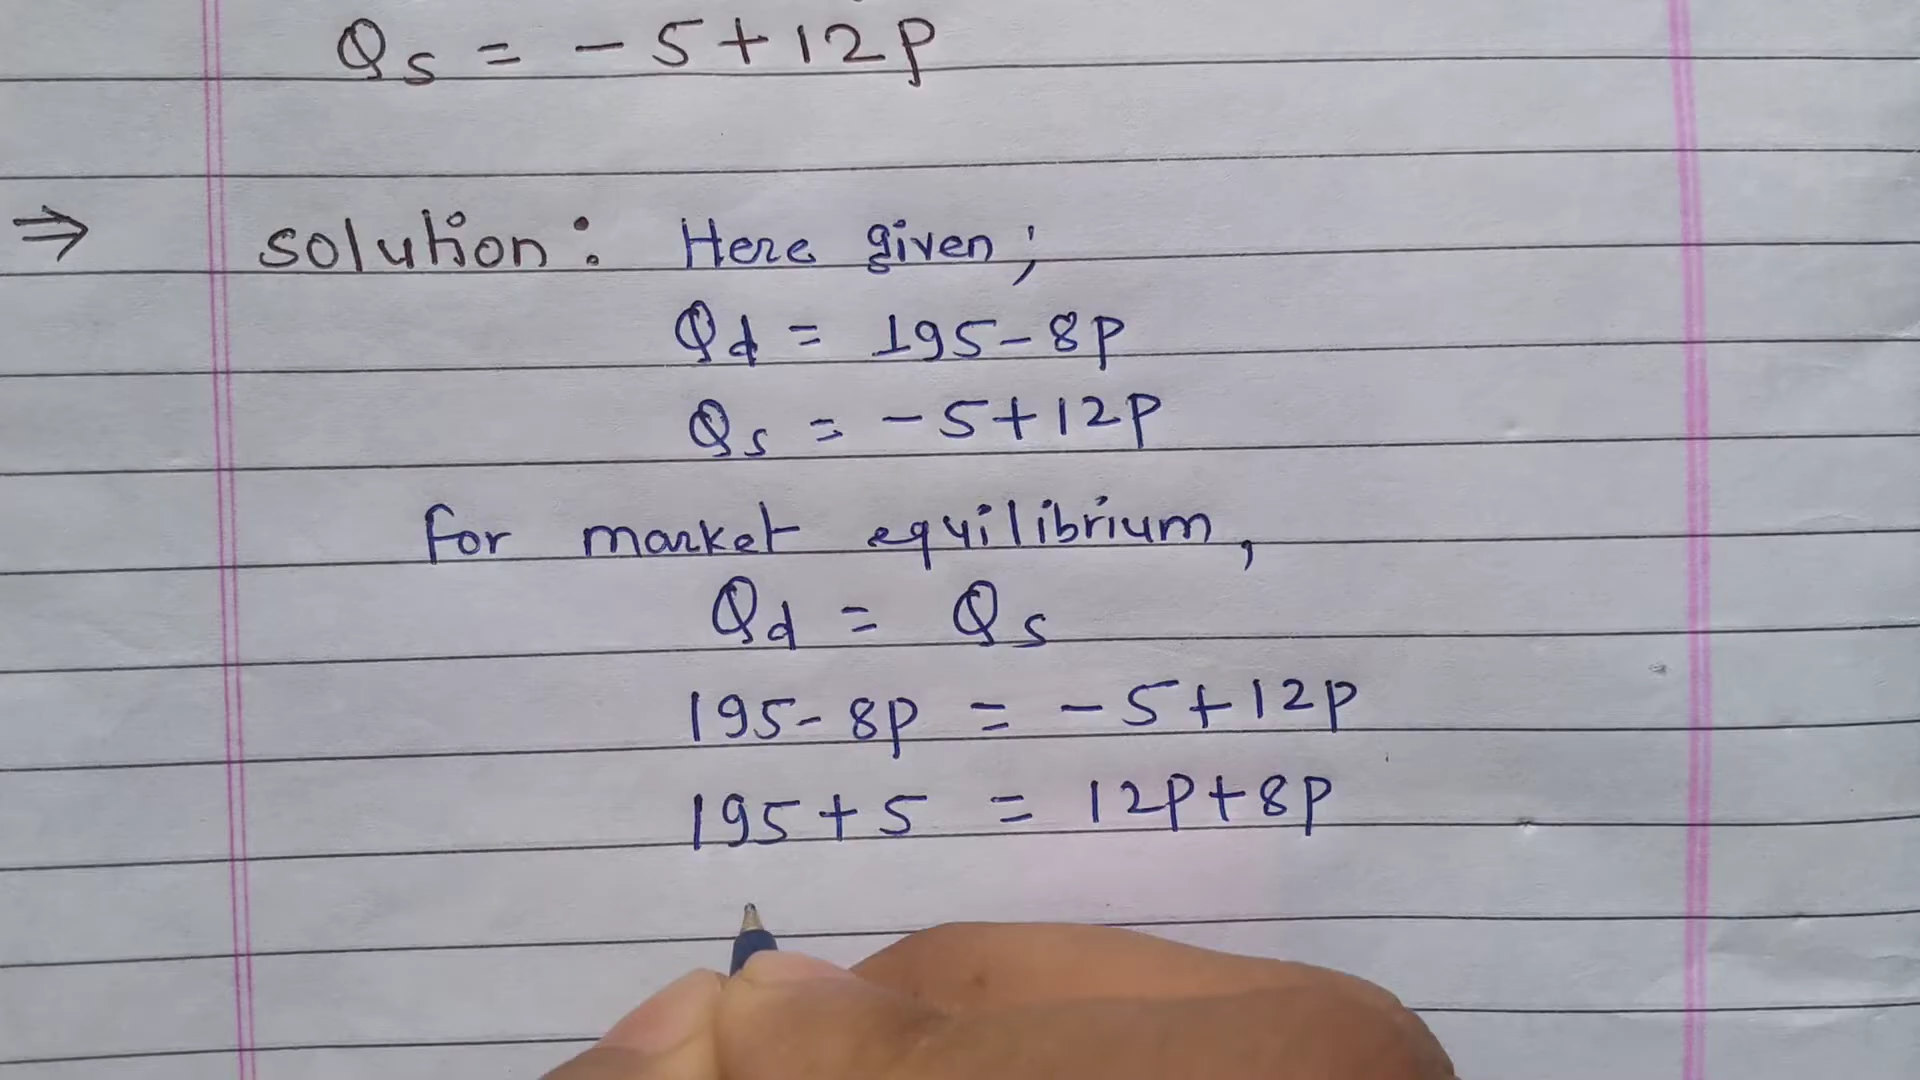 Qs = - 5 + 12p
⇒ solution: Here given;
Qd = 195 - 8p
Qs = - 5 + 12p
for market equilibrium,
Qd = Qs
195 - 8p = - 5 + 12p
195 + 5 = 12p + 8p